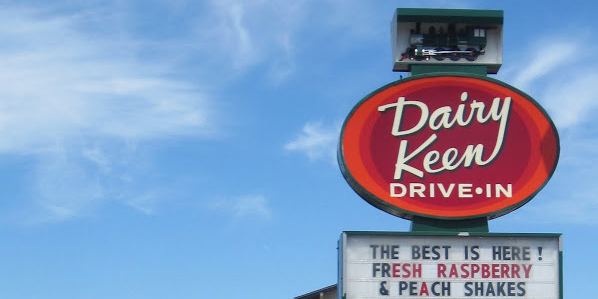 Dairy
Keen
DRIVE•IN
THE BEST IS HERE!
FRESH RASPBERRY
& PEACH SHAKES